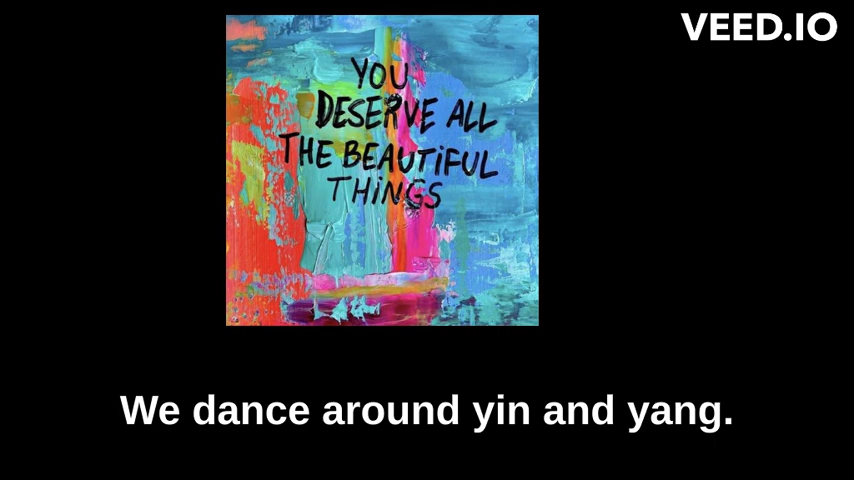 VEED.IO
YOU
DESERVE ALL
THE BEAUTiFUL
THiNGS
We dance around yin and yang.